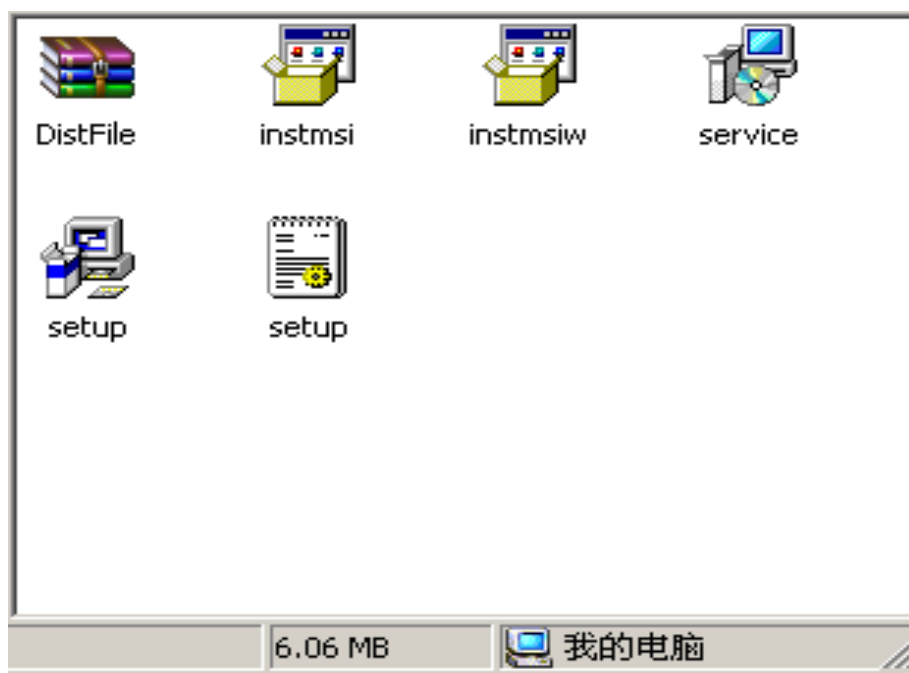 DistFile
instmsi
instmsiw
service
setup
setup
6.06 MB
我的电脑